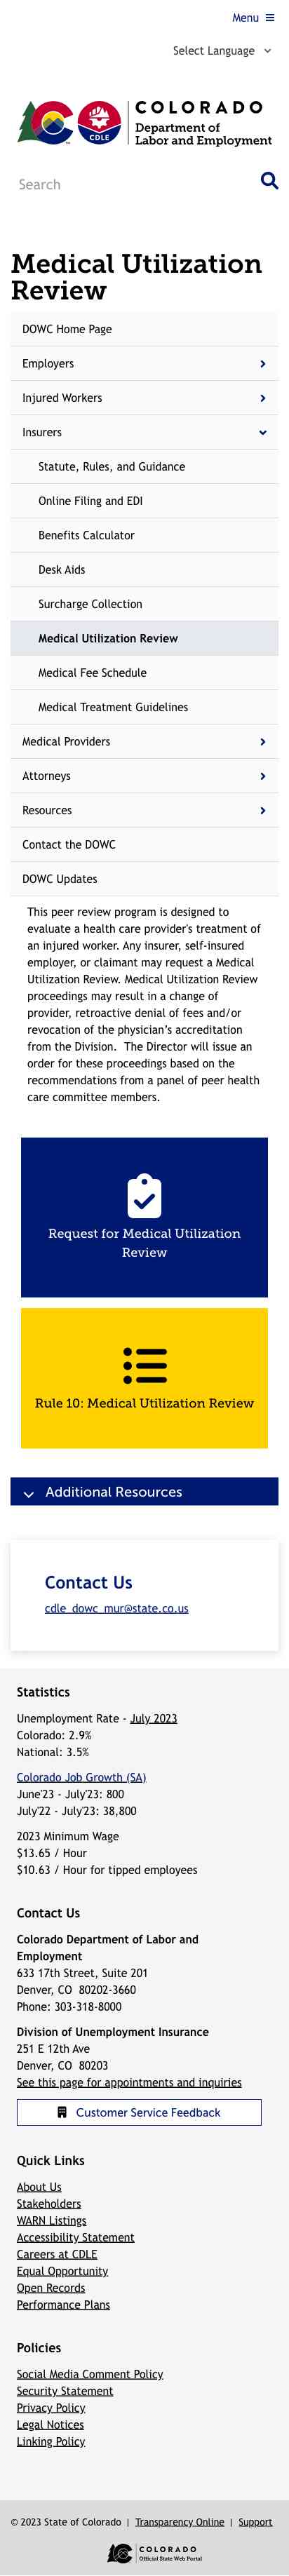 Menu
Select Language
COLORADO
Department of
Labor and Employment
CDLE
TM
Search
Medical Utilization
Review
DOWC Home Page
Employers
Injured Workers
Insurers
Statute, Rules, and Guidance
Online Filing and EDI
Benefits Calculator
Desk Aids
Surcharge Collection
Medical Utilization Review
Medical Fee Schedule
Medical Treatment Guidelines
Medical Providers
Attorneys
Resources
Contact the DOWC
DOWC Updates
This peer review program is designed to
evaluate a health care provider's treatment of
an injured worker. Any insurer, self-insured
employer, or claimant may request a Medical
Utilization Review. Medical Utilization Review
proceedings may result in a change of
provider, retroactive denial of fees and/or
revocation of the physician’s accreditation
from the Division.  The Director will issue an
order for these proceedings based on the
recommendations from a panel of peer health
care committee members.
Request for Medical Utilization
Review
Rule 10: Medical Utilization Review
Additional Resources
Contact Us
cdle_dowc_mur@state.co.us
Statistics
Unemployment Rate - July 2023
Colorado: 2.9%
National: 3.5%
Colorado Job Growth (SA)
June'23 - July'23: 800
July'22 - July'23: 38,800
2023 Minimum Wage
$13.65 / Hour
$10.63 / Hour for tipped employees
Contact Us
Colorado Department of Labor and
Employment
633 17th Street, Suite 201
Denver, CO  80202-3660
Phone: 303-318-8000
Division of Unemployment Insurance
251 E 12th Ave
Denver, CO  80203
See this page for appointments and inquiries
Customer Service Feedback
Quick Links
About Us
Stakeholders
WARN Listings
Accessibility Statement
Careers at CDLE
Equal Opportunity
Open Records
Performance Plans
Policies
Social Media Comment Policy
Security Statement
Privacy Policy
Legal Notices
Linking Policy
© 2023 State of Colorado | Transparency Online | Support
COLORADO
Official State Web Portal